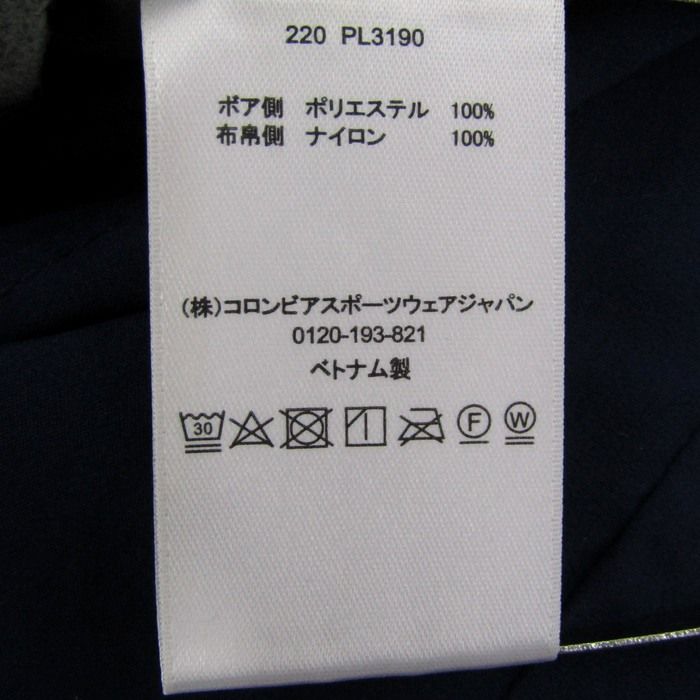 220 PL3190
ボア側 ポリエステル 100%
布帛側 ナイロン 100%
(株)コロンビアスポーツウェアジャパン
0120-193-821
ベトナム製
30 F W